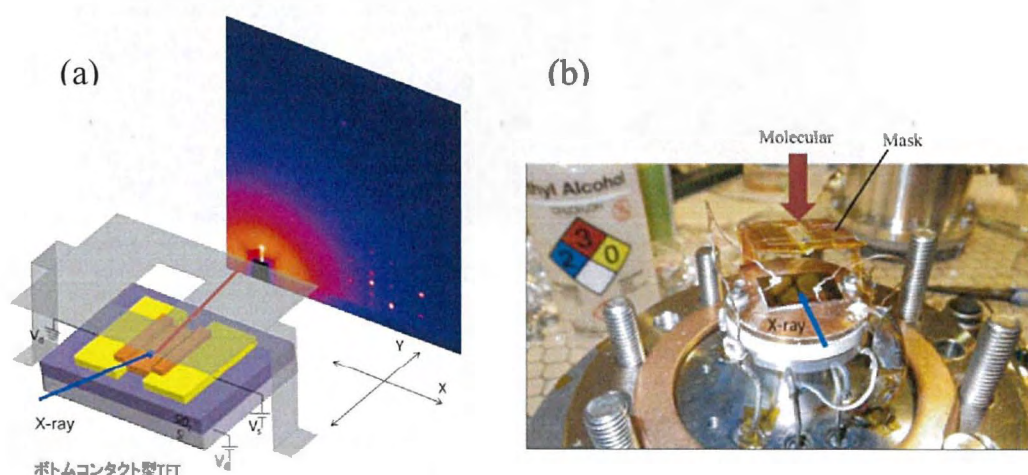 (a)
(b)
Molecular
Mask
hyl Alcohol
3
2
0
X-ray
Y
X
X-ray
SiO
S
ボトムコンタクト型TFT